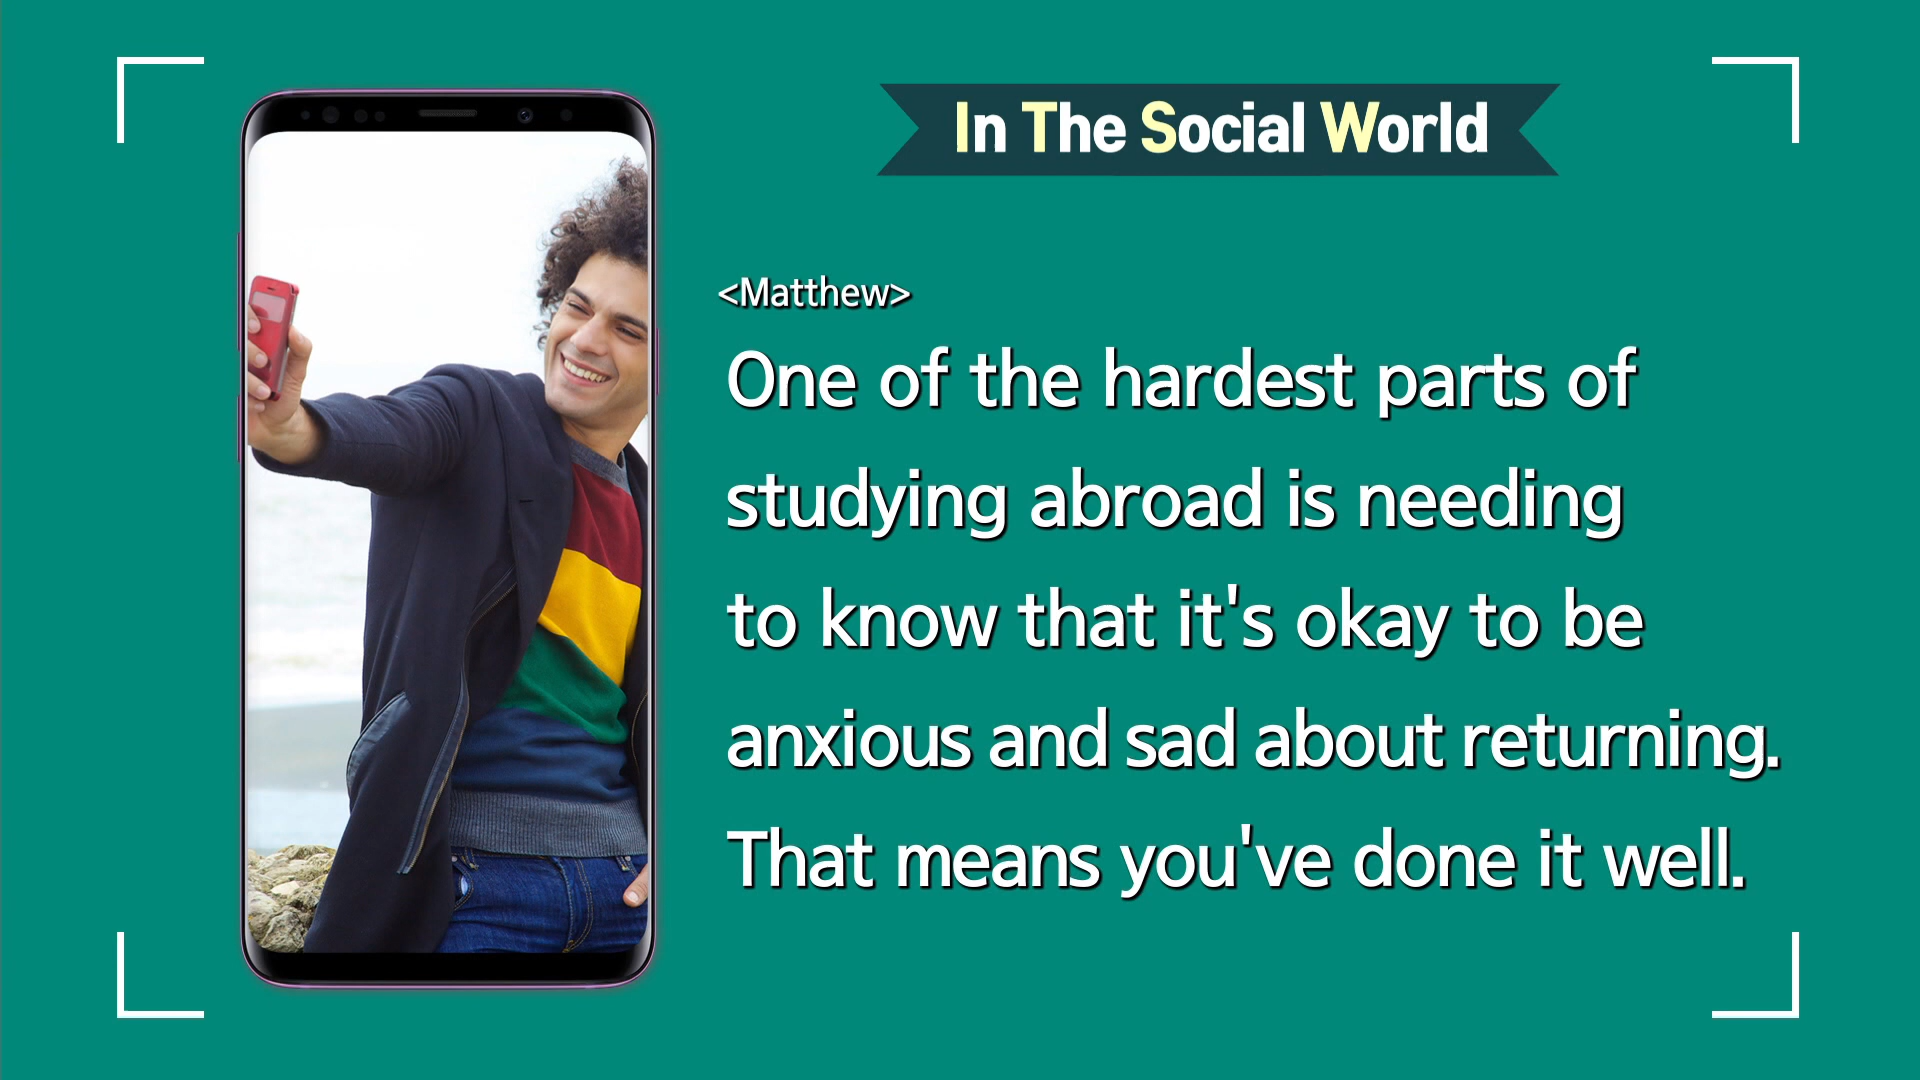 In The Social World
<Matthew>
One of the hardest parts of
studying abroad is needing
to know that it's okay to be
anxious and sad about returning.
That means you've done it well.